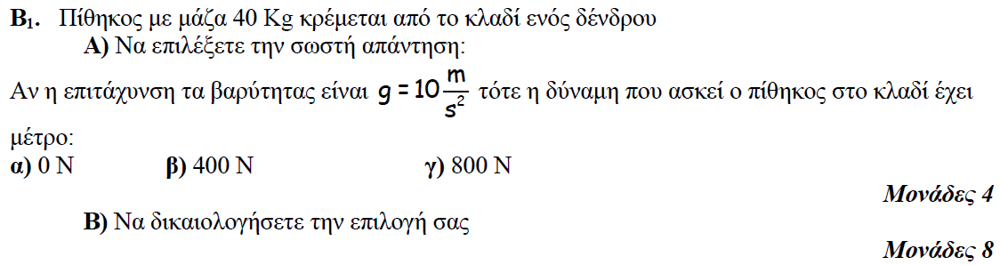 Β₁. Πίθηκος με μάζα 40 Kg κρέμεται από το κλαδί ενός δένδρου
Α) Να επιλέξετε την σωστή απάντηση:
Αν η επιτάχυνση τα βαρύτητας είναι g = 10 m/s² τότε η δύναμη που ασκεί ο πίθηκος στο κλαδί έχει
μέτρο:
α) 0 N β) 400 N γ) 800 N
Μονάδες 4
Β) Να δικαιολογήσετε την επιλογή σας
Μονάδες 8